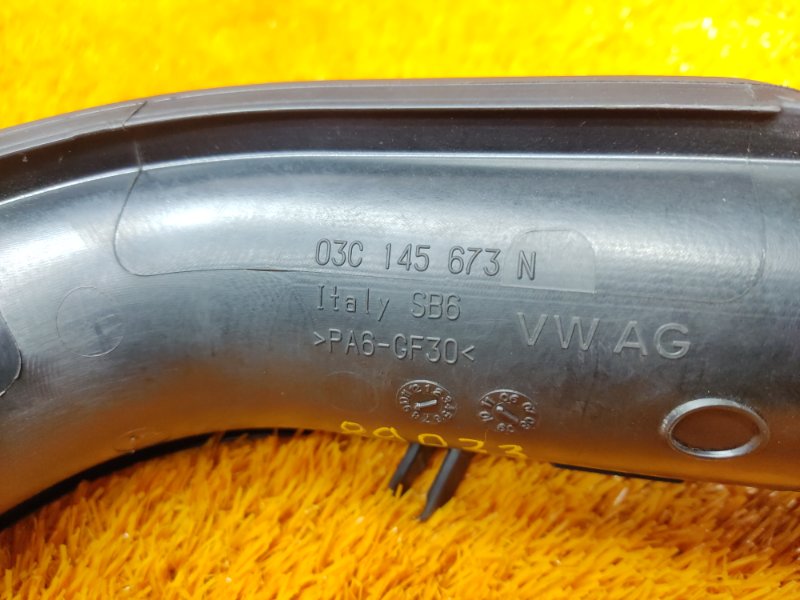 03C 145 673 N
Italy SB6
>PA6-GF30<
VW AG